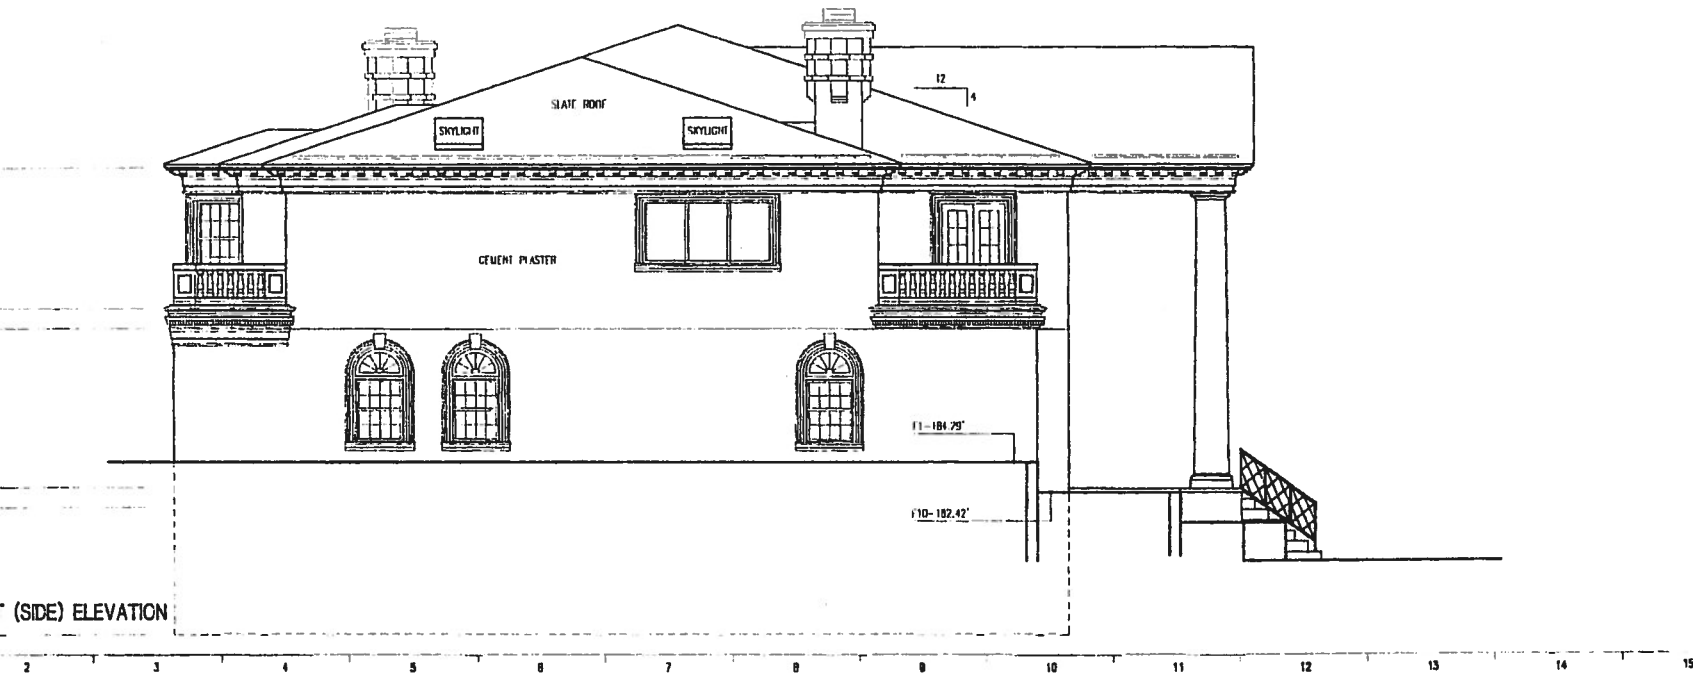 12
4
SLATE ROOF
SKYLIGHT
SKYLIGHT
CEMENT PLASTER
F1-184.79'
F10-182.42'
(SIDE) ELEVATION
2 3 4 5 6 7 8 9 10 11 12 13 14 15